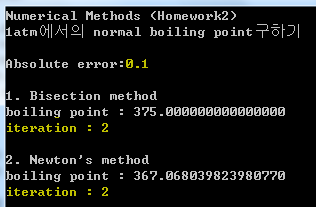 Numerical Methods (Homework2)
1atm에서의 normal boiling point구하기
Absolute error:0.1
1. Bisection method
boiling point : 375.000000000000000
iteration : 2
2. Newton's method
boiling point : 367.068039823980770
iteration : 2